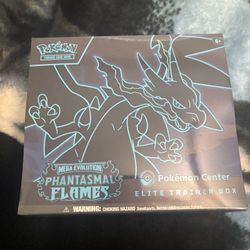 Pokémon
TRADING CARD GAME
6+
MEGA EVOLUTION
PHANTASMAL
FLAMES
Pokémon Center
ELITE TRAINER BOX
WARNING: CHOKING HAZARD